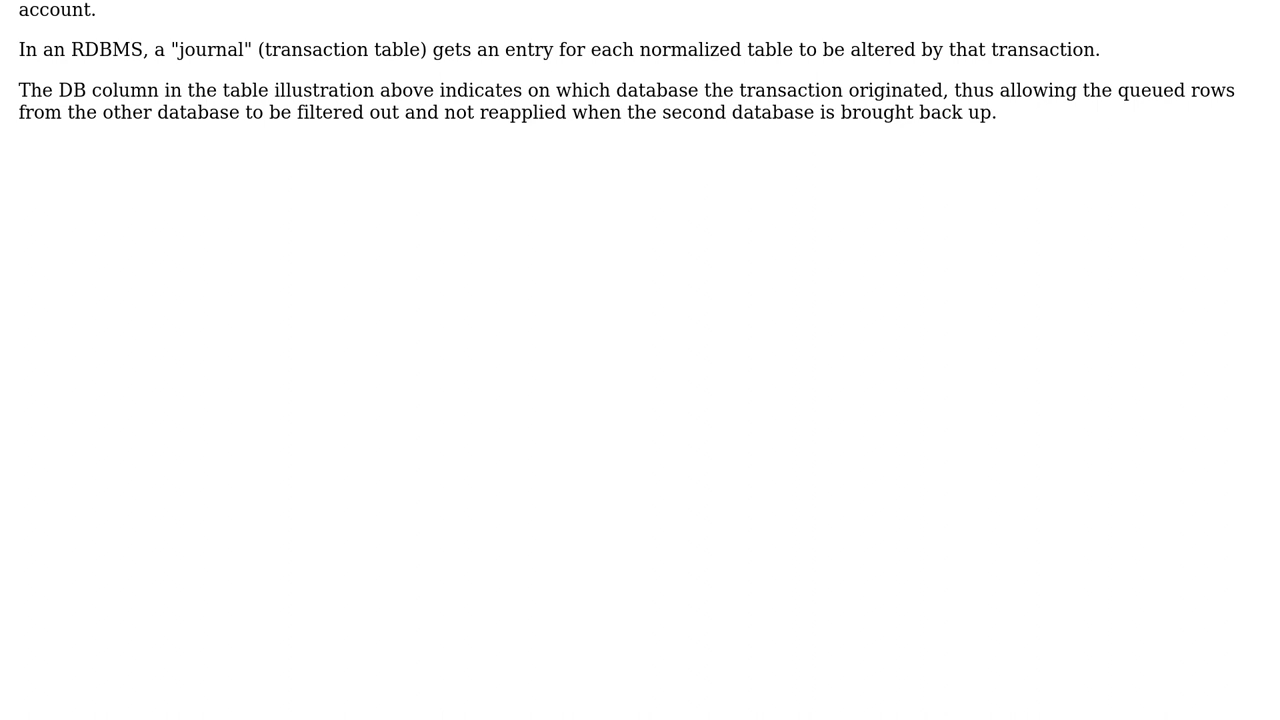 account.
In an RDBMS, a "journal" (transaction table) gets an entry for each normalized table to be altered by that transaction.
The DB column in the table illustration above indicates on which database the transaction originated, thus allowing the queued rows
from the other database to be filtered out and not reapplied when the second database is brought back up.